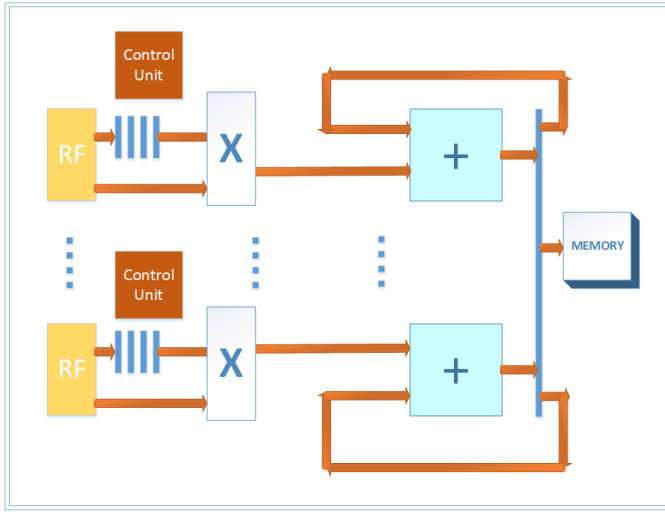 Control
Unit
RF
X
+
MEMORY
Control
Unit
RF
X
+